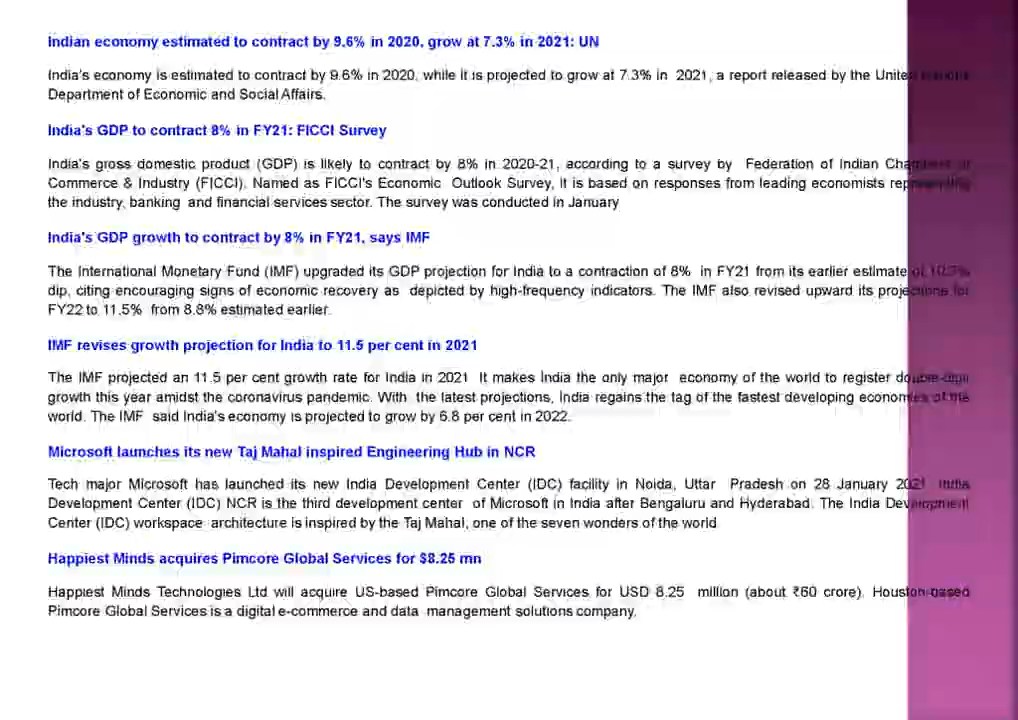 Indian economy estimated to contract by 9.6% in 2020, grow at 7.3% in 2021: UN
India's economy is estimated to contract by 9.6% in 2020, while it is projected to grow at 7.3% in 2021, a report released by the United Nations
Department of Economic and Social Affairs.
India's GDP to contract 8% in FY21: FICCI Survey
India's gross domestic product (GDP) is likely to contract by 8% in 2020-21, according to a survey by Federation of Indian Chambers of
Commerce & Industry (FICCI). Named as FICCI's Economic Outlook Survey, it is based on responses from leading economists representing
the industry, banking and financial services sector. The survey was conducted in January
India's GDP growth to contract by 8% in FY21, says IMF
The International Monetary Fund (IMF) upgraded its GDP projection for India to a contraction of 8% in FY21 from its earlier estimate of 10.3%
dip, citing encouraging signs of economic recovery as depicted by high-frequency indicators. The IMF also revised upward its projections for
FY22 to 11.5% from 8.8% estimated earlier.
IMF revises growth projection for India to 11.5 per cent in 2021
The IMF projected an 11.5 per cent growth rate for India in 2021 It makes India the only major economy of the world to register double-digit
growth this year amidst the coronavirus pandemic. With the latest projections, India regains the tag of the fastest developing economies of the
world. The IMF said India's economy is projected to grow by 6.8 per cent in 2022.
Microsoft launches its new Taj Mahal inspired Engineering Hub in NCR
Tech major Microsoft has launched its new India Development Center (IDC) facility in Noida, Uttar Pradesh on 28 January 2021 India
Development Center (IDC) NCR is the third development center of Microsoft in India after Bengaluru and Hyderabad. The India Development
Center (IDC) workspace architecture is inspired by the Taj Mahal, one of the seven wonders of the world
Happiest Minds acquires Pimcore Global Services for $8.25 mn
Happiest Minds Technologies Ltd will acquire US-based Pimcore Global Services for USD 8.25 million (about ₹60 crore). Houston-based
Pimcore Global Services is a digital e-commerce and data management solutions company.